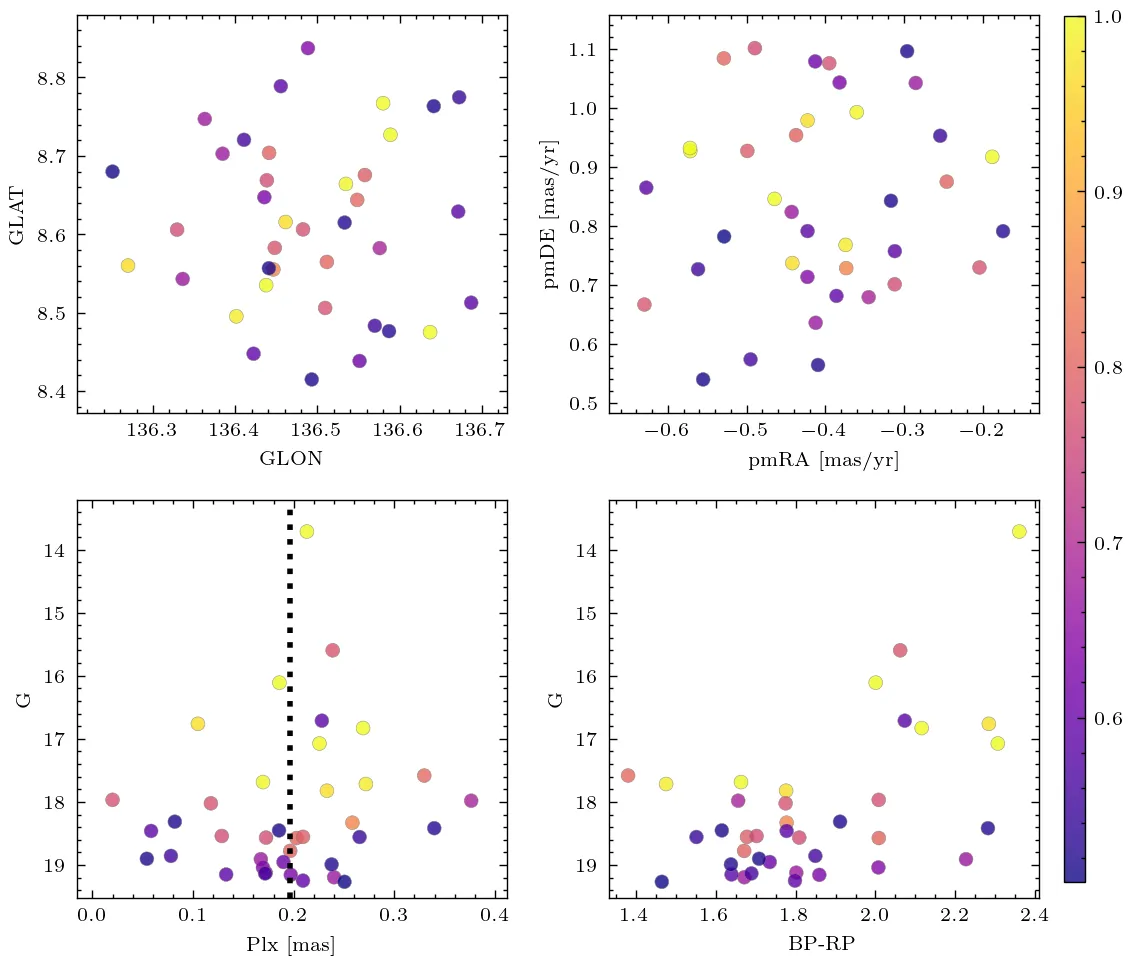 8.8
8.7
8.6
8.5
8.4
GLAT
136.3 136.4 136.5 136.6 136.7
GLON
1.1
1.0
0.9
0.8
0.7
0.6
0.5
pmDE [mas/yr]
−0.6 −0.5 −0.4 −0.3 −0.2
pmRA [mas/yr]
14
15
16
17
18
19
G
0.0 0.1 0.2 0.3 0.4
Plx [mas]
14
15
16
17
18
19
G
1.4 1.6 1.8 2.0 2.2 2.4
BP-RP
1.0
0.9
0.8
0.7
0.6